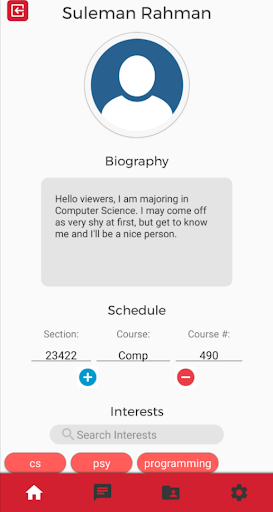 Suleman Rahman
Biography
Hello viewers, I am majoring in
Computer Science. I may come off
as very shy at first, but get to know
me and I'll be a nice person.
Schedule
Section: Course: Course #:
23422 Comp 490
Interests
Search Interests
cs psy programming